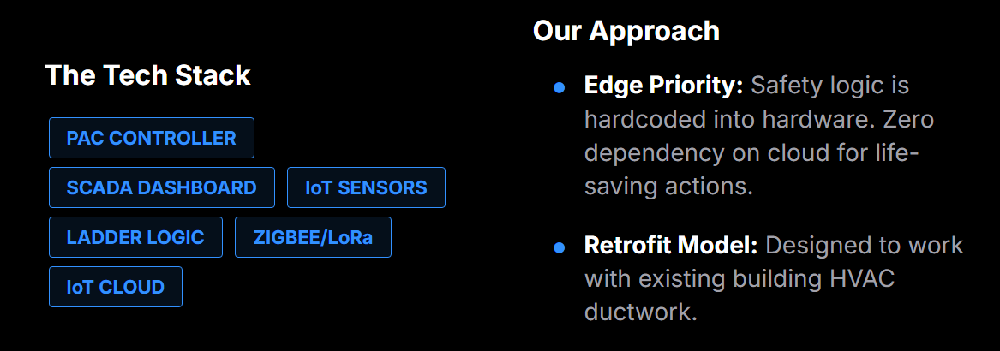 The Tech Stack
PAC CONTROLLER
SCADA DASHBOARD
IoT SENSORS
LADDER LOGIC
ZIGBEE/LoRa
IoT CLOUD
Our Approach
Edge Priority: Safety logic is
hardcoded into hardware. Zero
dependency on cloud for life-
saving actions.
Retrofit Model: Designed to work
with existing building HVAC
ductwork.